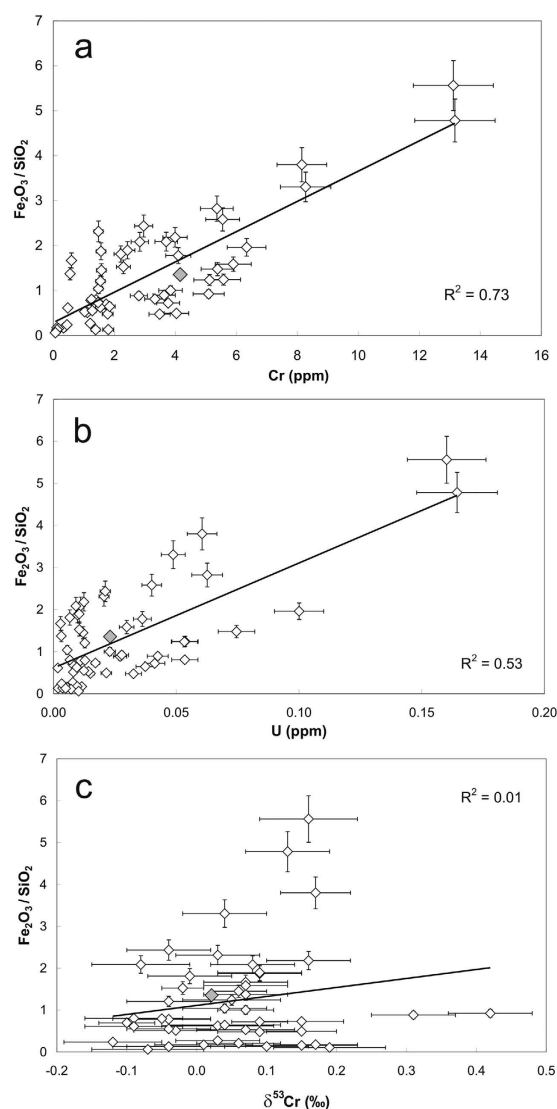 a
7
6
5
4
3
2
1
0
Fe₂O₃ / SiO₂
R² = 0.73
0 2 4 6 8 10 12 14 16
Cr (ppm)
b
7
6
5
4
3
2
1
0
Fe₂O₃ / SiO₂
R² = 0.53
0.00 0.05 0.10 0.15 0.20
U (ppm)
c
7
6
5
4
3
2
1
0
Fe₂O₃ / SiO₂
R² = 0.01
-0.2 -0.1 0.0 0.1 0.2 0.3 0.4 0.5
δ⁵³Cr (‰)